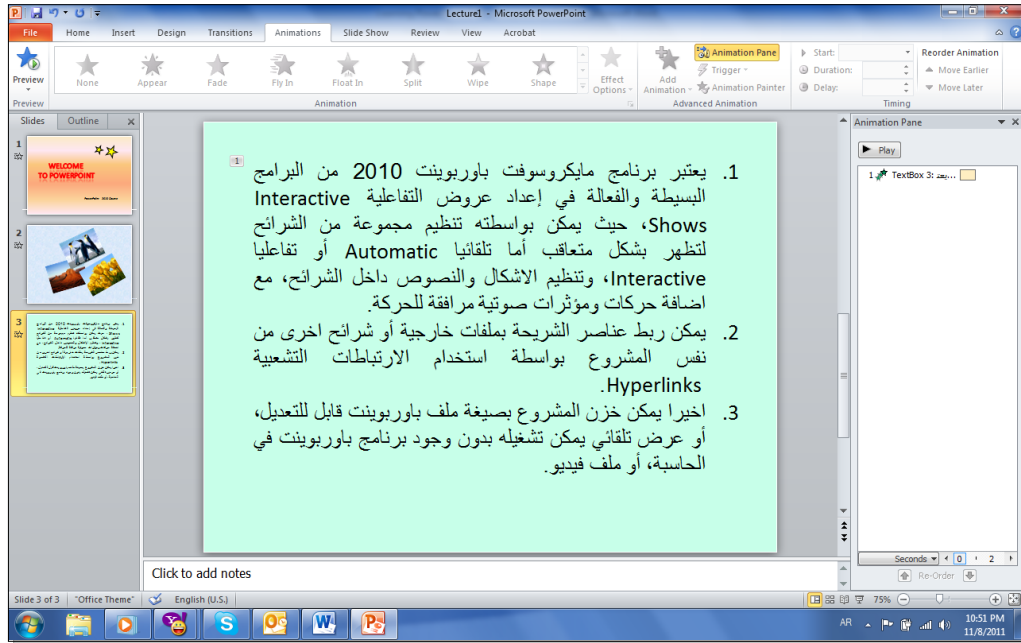 Lecture1 - Microsoft PowerPoint
File Home Insert Design Transitions Animations Slide Show Review View Acrobat
Preview
None Appear Fade Fly In Float In Split Wipe Shape
Effect Options
Add Animation
Animation Pane
Trigger
Animation Painter
Start:
Duration:
Delay:
Reorder Animation
Move Earlier
Move Later
Preview Animation Advanced Animation Timing
Slides Outline
1
WELCOME
TO POWERPOINT
2
3
1
1. يعتبر برنامج مايكروسوفت باوربوينت 2010 من البرامج
البسيطة والفعالة في إعداد عروض التفاعلية Interactive
Shows، حيث يمكن بواسطته تنظيم مجموعة من الشرائح
لتظهر بشكل متعاقب أما تلقائيا Automatic أو تفاعليا
Interactive، وتنظيم الاشكال والنصوص داخل الشرائح، مع
اضافة حركات ومؤثرات صوتية مرافقة للحركة.
2. يمكن ربط عناصر الشريحة بملفات خارجية أو شرائح اخرى من
نفس المشروع بواسطة استخدام الارتباطات التشعبية
Hyperlinks.
3. اخيرا يمكن خزن المشروع بصيغة ملف باوربوينت قابل للتعديل،
أو عرض تلقائي يمكن تشغيله بدون وجود برنامج باوربوينت في
الحاسبة، أو ملف فيديو.
Animation Pane
Play
1 TextBox 3: يعت...
Seconds 0 2
Re-Order
Click to add notes
Slide 3 of 3 "Office Theme" English (U.S.) 75%
AR 10:51 PM
11/8/2011